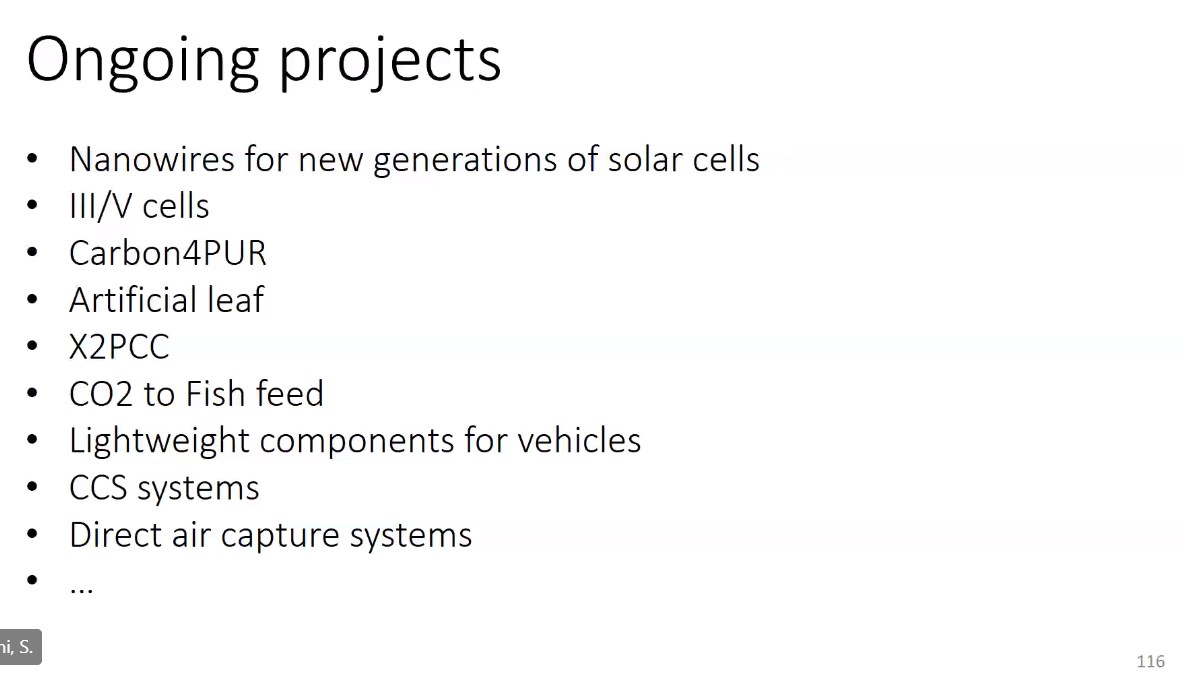 Ongoing projects
• Nanowires for new generations of solar cells
• III/V cells
• Carbon4PUR
• Artificial leaf
• X2PCC
• CO2 to Fish feed
• Lightweight components for vehicles
• CCS systems
• Direct air capture systems
• ...
ni, S.
116